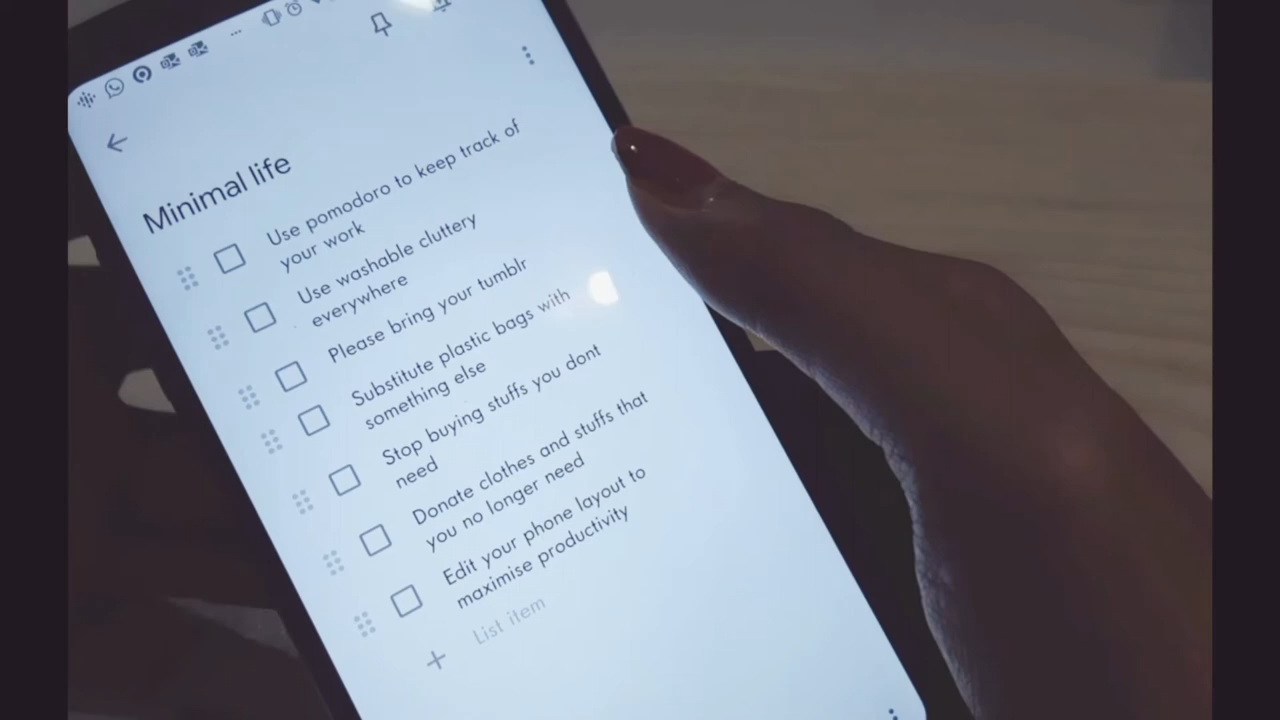 Minimal life
Use pomodoro to keep track of
your work
Use washable cluttery
everywhere
Please bring your tumblr
Substitute plastic bags with
something else
Stop buying stuffs you dont
need
Donate clothes and stuffs that
you no longer need
Edit your phone layout to
maximise productivity
List item